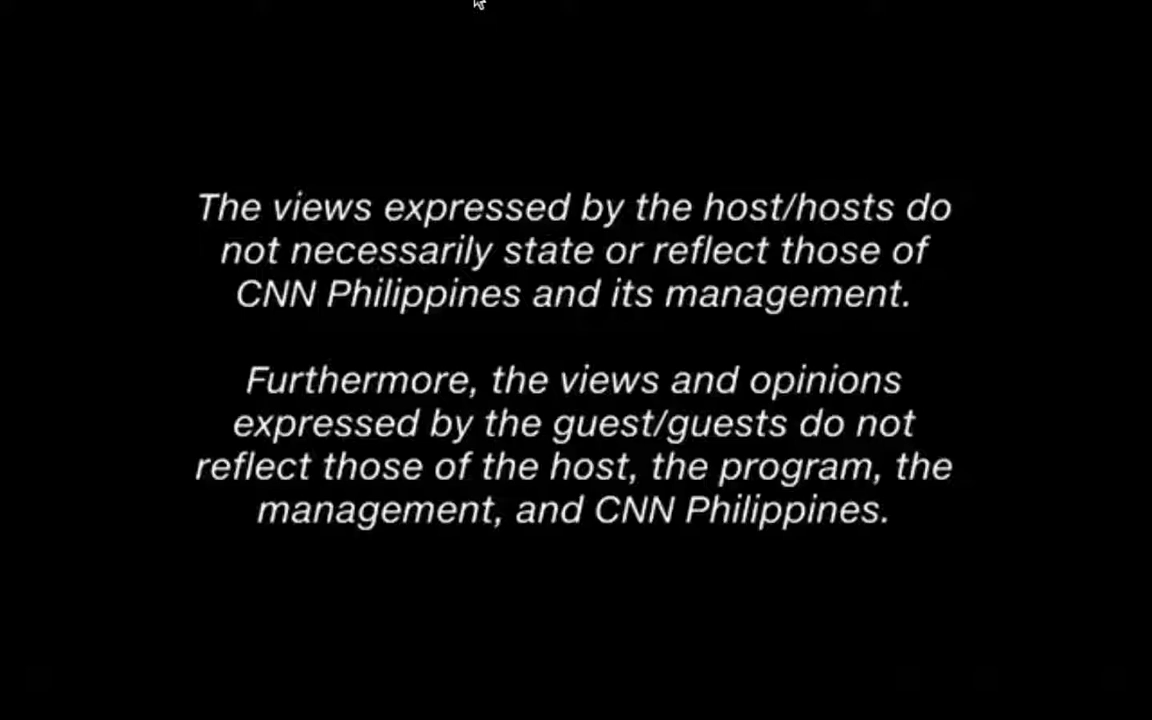 The views expressed by the host/hosts do
not necessarily state or reflect those of
CNN Philippines and its management.
Furthermore, the views and opinions
expressed by the guest/guests do not
reflect those of the host, the program, the
management, and CNN Philippines.